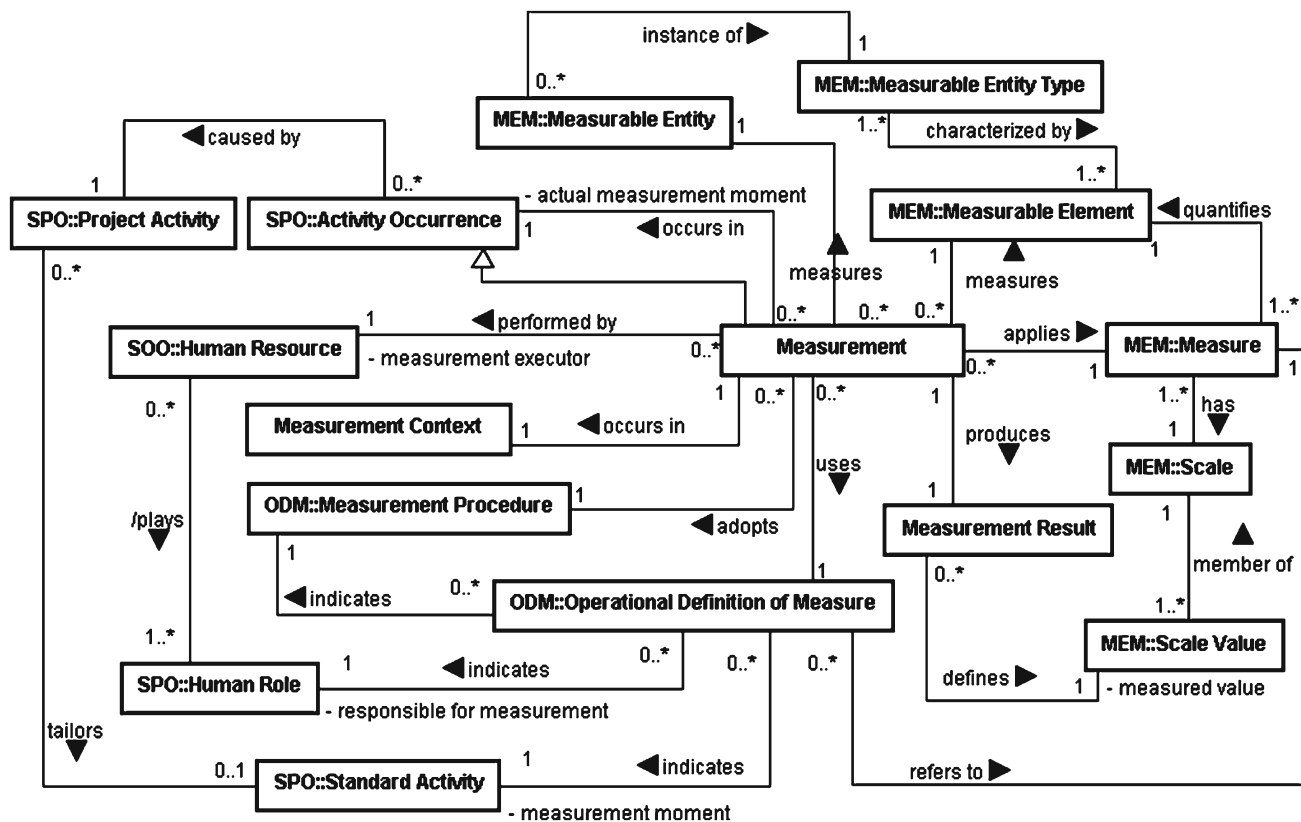 instance of
1
0..*
MEM::Measurable Entity Type
MEM::Measurable Entity
1
1..*
characterized by
caused by
1
0..*
1..*
- actual measurement moment
SPO::Project Activity
SPO::Activity Occurrence
MEM::Measurable Element
quantifies
1
occurs in
1
1
0..*
measures
measures
0..*
0..*
0..*
1..*
1
performed by
applies
SOO::Human Resource
0..*
Measurement
MEM::Measure
- measurement executor
0..*
1
1
0..*
1
0..*
0..*
1
1..*
has
Measurement Context
1
occurs in
produces
1
uses
MEM::Scale
ODM::Measurement Procedure
1
1
1
/plays
adopts
Measurement Result
1
0..*
member of
0..*
1
indicates
ODM::Operational Definition of Measure
1..*
1..*
MEM::Scale Value
0..*
0..*
0..*
1
indicates
SPO::Human Role
defines
1
- measured value
- responsible for measurement
tailors
0..1
1
indicates
refers to
SPO::Standard Activity
- measurement moment